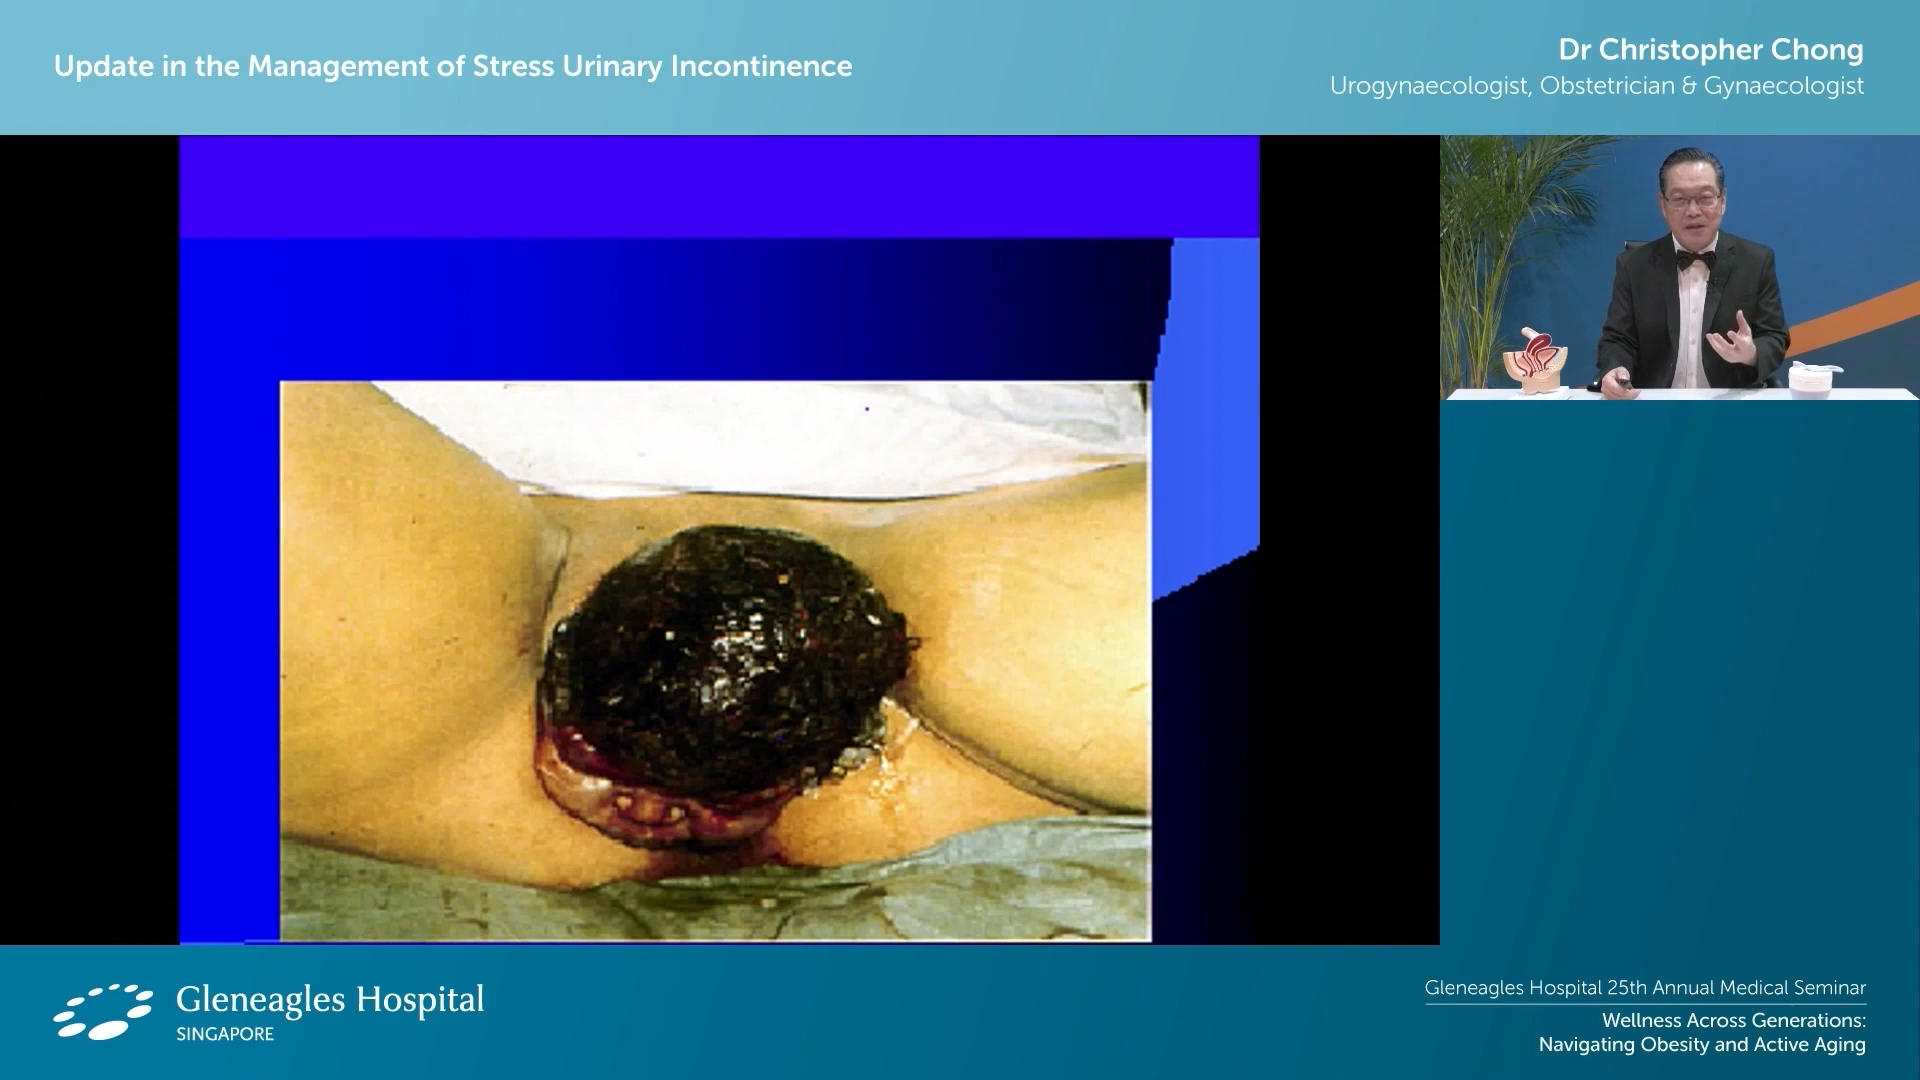 Update in the Management of Stress Urinary Incontinence
Dr Christopher Chong
Urogynaecologist, Obstetrician & Gynaecologist
Gleneagles Hospital
SINGAPORE
Gleneagles Hospital 25th Annual Medical Seminar
Wellness Across Generations:
Navigating Obesity and Active Aging